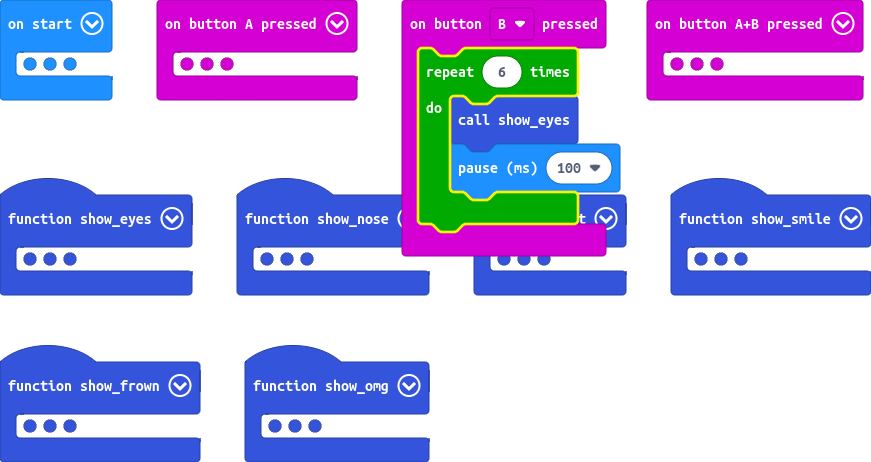 on start
on button A pressed
on button B pressed
on button A+B pressed
repeat 6 times
do
call show_eyes
pause (ms) 100
function show_eyes
function show_nose
t
function show_smile
function show_frown
function show_omg